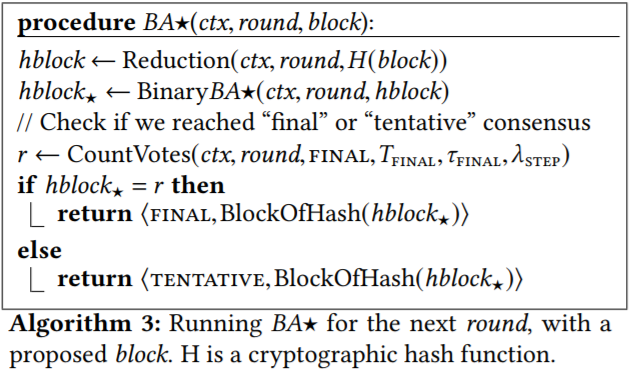 procedure BA★(ctx, round, block):
hblock ← Reduction(ctx, round, H(block))
hblock★ ← BinaryBA★(ctx, round, hblock)
// Check if we reached “final” or “tentative” consensus
r ← CountVotes(ctx, round, FINAL, T_FINAL, τ_FINAL, λ_STEP)
if hblock★ = r then
return ⟨FINAL, BlockOfHash(hblock★)⟩
else
return ⟨TENTATIVE, BlockOfHash(hblock★)⟩
Algorithm 3: Running BA★ for the next round, with a
proposed block. H is a cryptographic hash function.